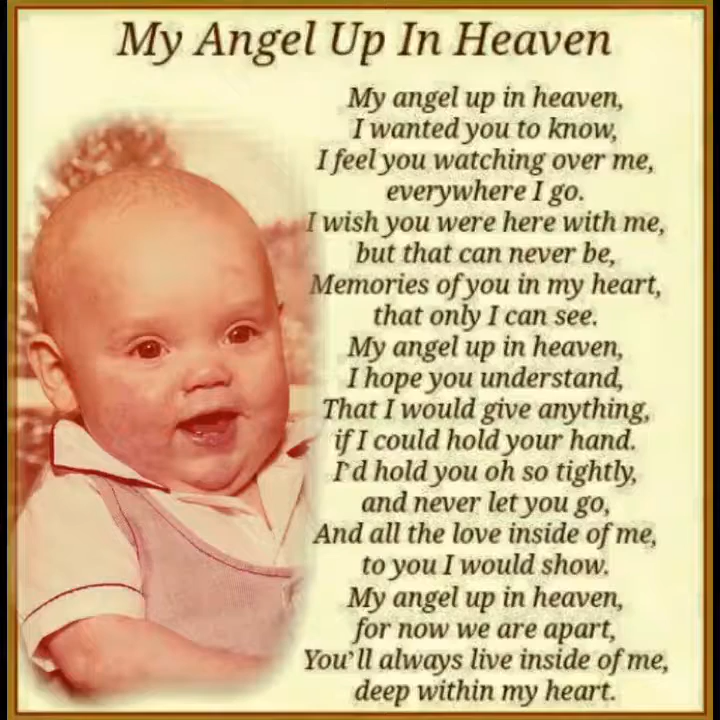 My Angel Up In Heaven
My angel up in heaven,
I wanted you to know,
I feel you watching over me,
everywhere I go.
I wish you were here with me,
but that can never be,
Memories of you in my heart,
that only I can see.
My angel up in heaven,
I hope you understand,
That I would give anything,
if I could hold your hand.
I'd hold you oh so tightly,
and never let you go,
And all the love inside of me,
to you I would show.
My angel up in heaven,
for now we are apart,
You'll always live inside of me,
deep within my heart.